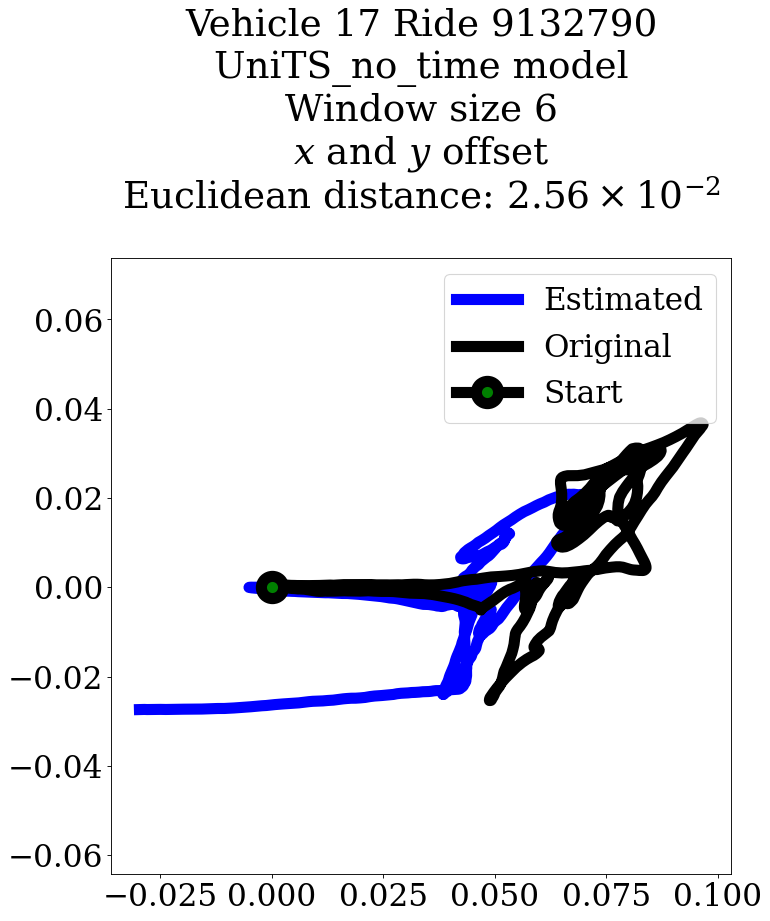 Vehicle 17 Ride 9132790
UniTS_no_time model
Window size 6
x and y offset
Euclidean distance: 2.56 × 10⁻²
Estimated
Original
Start
0.06
0.04
0.02
0.00
−0.02
−0.04
−0.06
−0.025 0.000 0.025 0.050 0.075 0.100